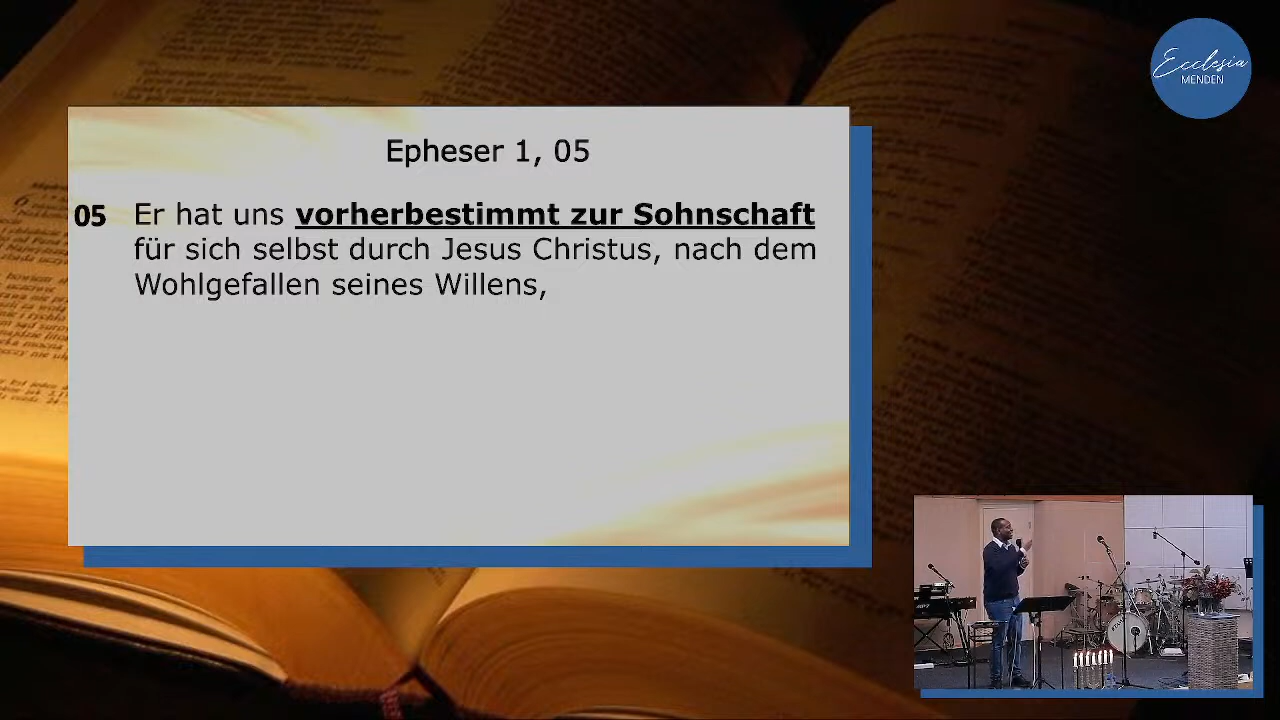 Ecclesia
MENDEN
Epheser 1, 05
05 Er hat uns vorherbestimmt zur Sohnschaft
für sich selbst durch Jesus Christus, nach dem
Wohlgefallen seines Willens,